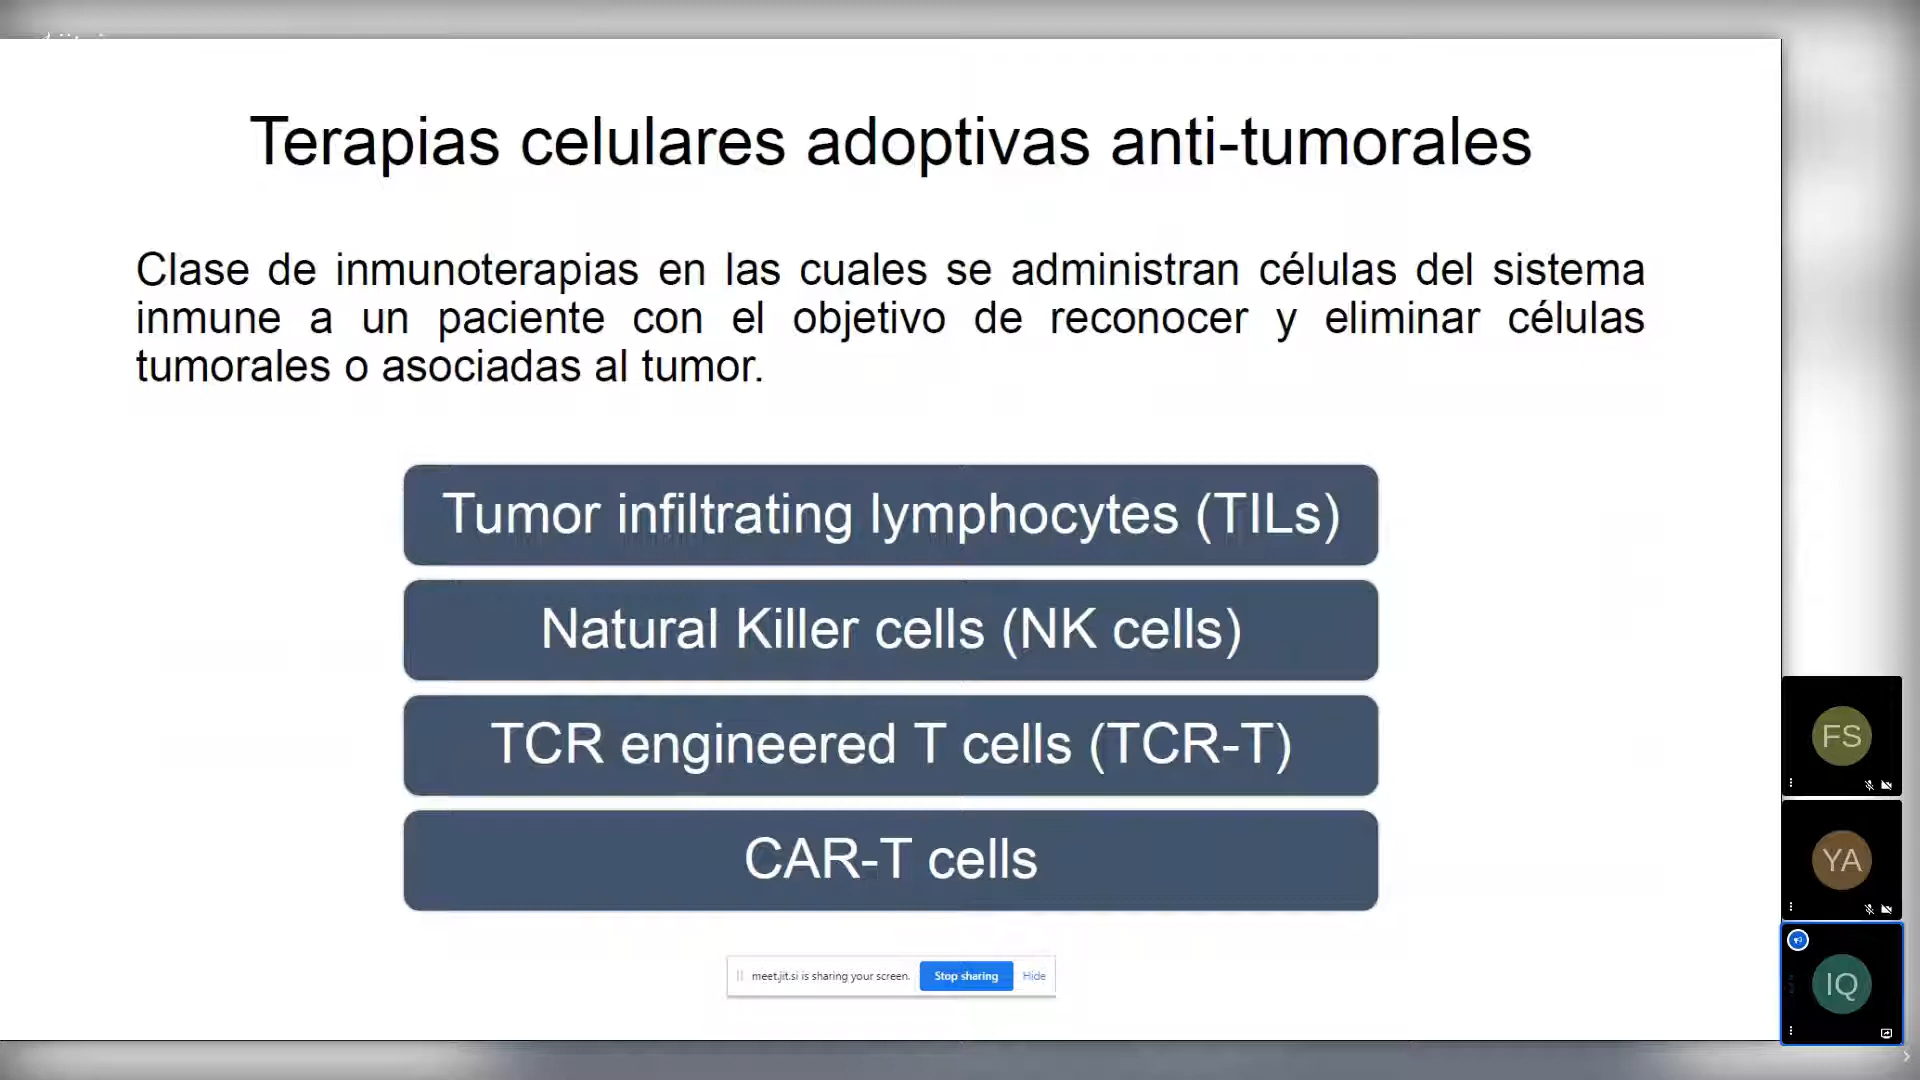 Terapias celulares adoptivas anti-tumorales
Clase de inmunoterapias en las cuales se administran células del sistema
inmune a un paciente con el objetivo de reconocer y eliminar células
tumorales o asociadas al tumor.
Tumor infiltrating lymphocytes (TILs)
Natural Killer cells (NK cells)
TCR engineered T cells (TCR-T)
CAR-T cells
meet.jit.si is sharing your screen. Stop sharing Hide
FS
YA
IQ